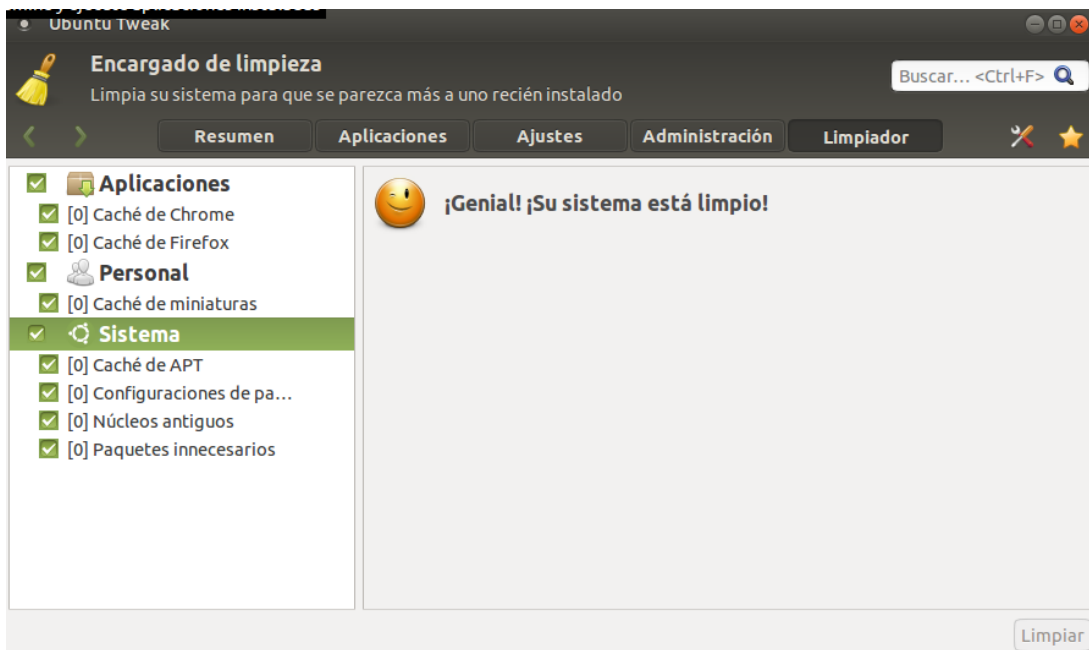 Ubuntu Tweak
Encargado de limpieza
Limpia su sistema para que se parezca más a uno recién instalado
Buscar... <Ctrl+F>
Resumen Aplicaciones Ajustes Administración Limpiador
Aplicaciones
[0] Caché de Chrome
[0] Caché de Firefox
Personal
[0] Caché de miniaturas
Sistema
[0] Caché de APT
[0] Configuraciones de pa...
[0] Núcleos antiguos
[0] Paquetes innecesarios
¡Genial! ¡Su sistema está limpio!
Limpiar